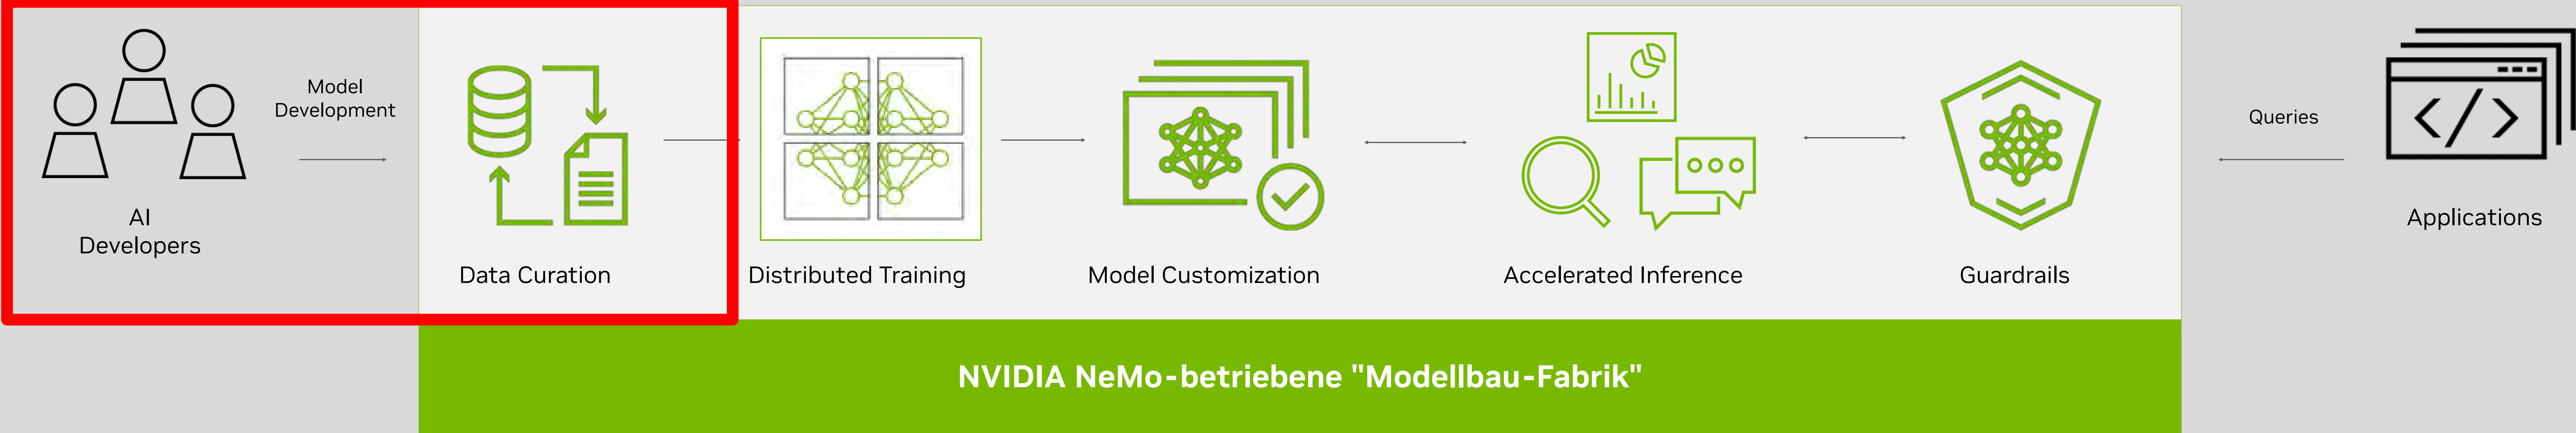 Model
Development
AI
Developers
Data Curation
Distributed Training
Model Customization
Accelerated Inference
Guardrails
Queries
</>
Applications
NVIDIA NeMo-betriebene "Modellbau-Fabrik"